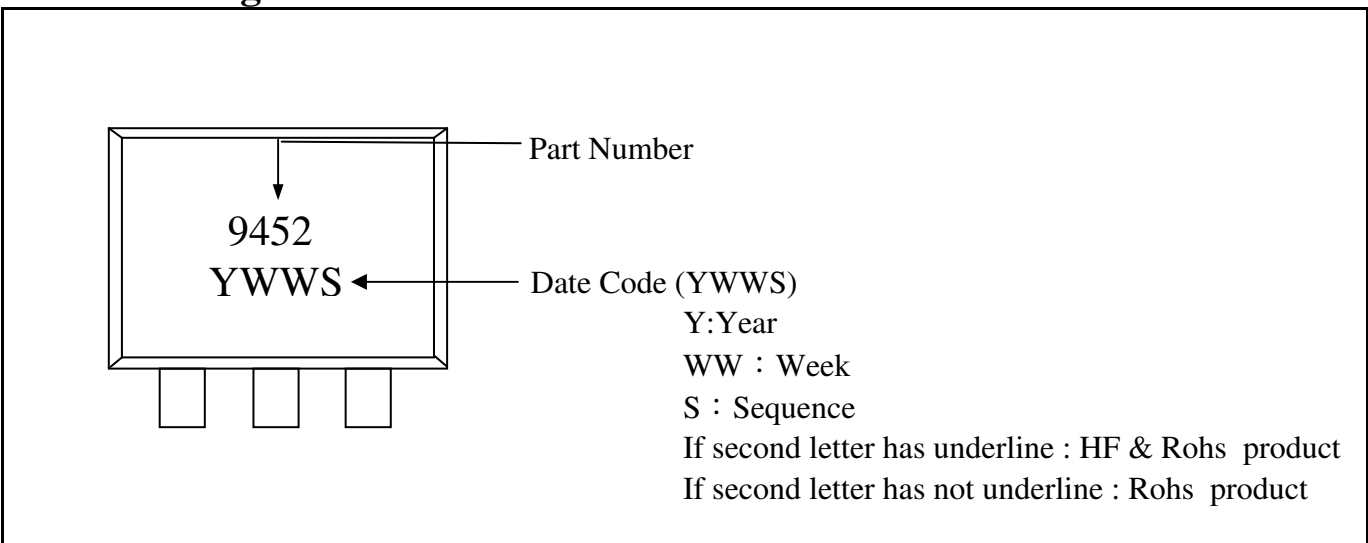 Part Number
9452
YWWS
Date Code (YWWS)
Y:Year
WW：Week
S：Sequence
If second letter has underline : HF & Rohs product
If second letter has not underline : Rohs product